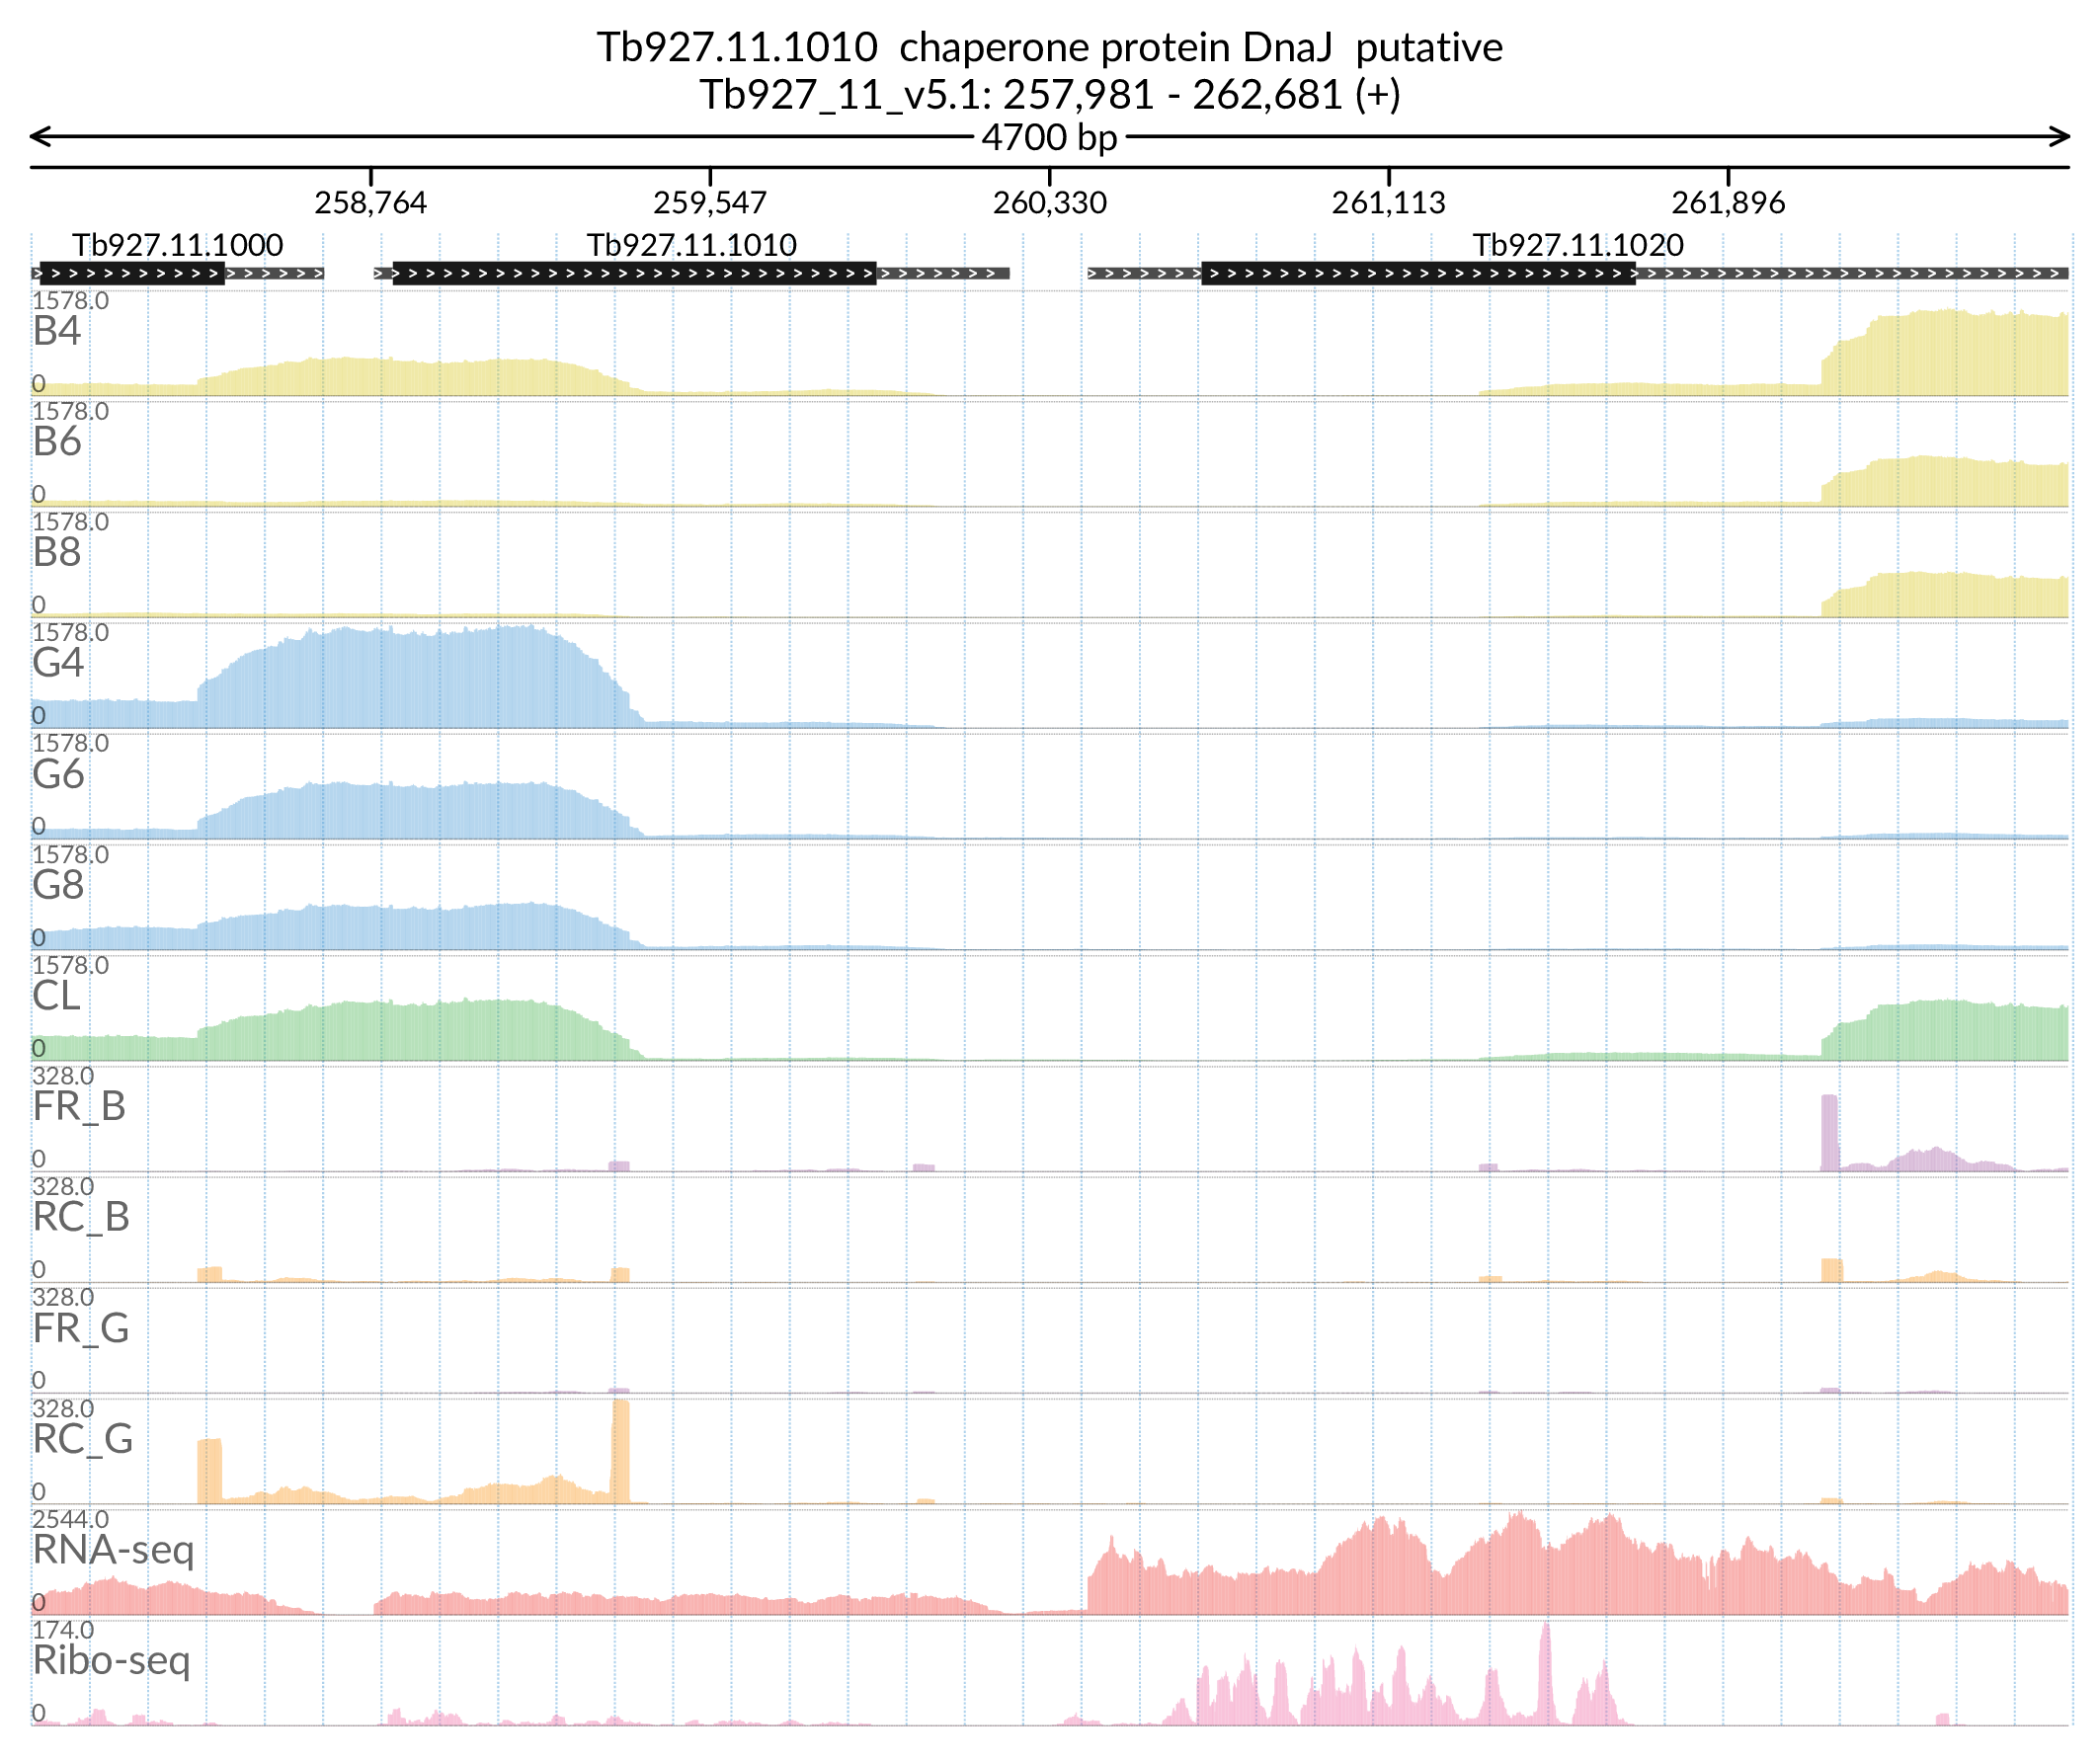 Tb927.11.1010  chaperone protein DnaJ  putative
Tb927_11_v5.1: 257,981 - 262,681 (+)
4700 bp
258,764 259,547 260,330 261,113 261,896
Tb927.11.1000 Tb927.11.1010 Tb927.11.1020
1578.0
B4
0
1578.0
B6
0
1578.0
B8
0
1578.0
G4
0
1578.0
G6
0
1578.0
G8
0
1578.0
CL
0
328.0
FR_B
0
328.0
RC_B
0
328.0
FR_G
0
328.0
RC_G
0
2544.0
RNA-seq
0
174.0
Ribo-seq
0